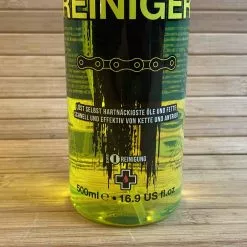 REINIGER
LÖST SELBST HARTNÄCKIGSTE ÖLE UND FETTE
SCHNELL UND EFFEKTIV VON KETTE UND ANTRIEB
REINIGUNG
500ml e 16.9 US fl.oz